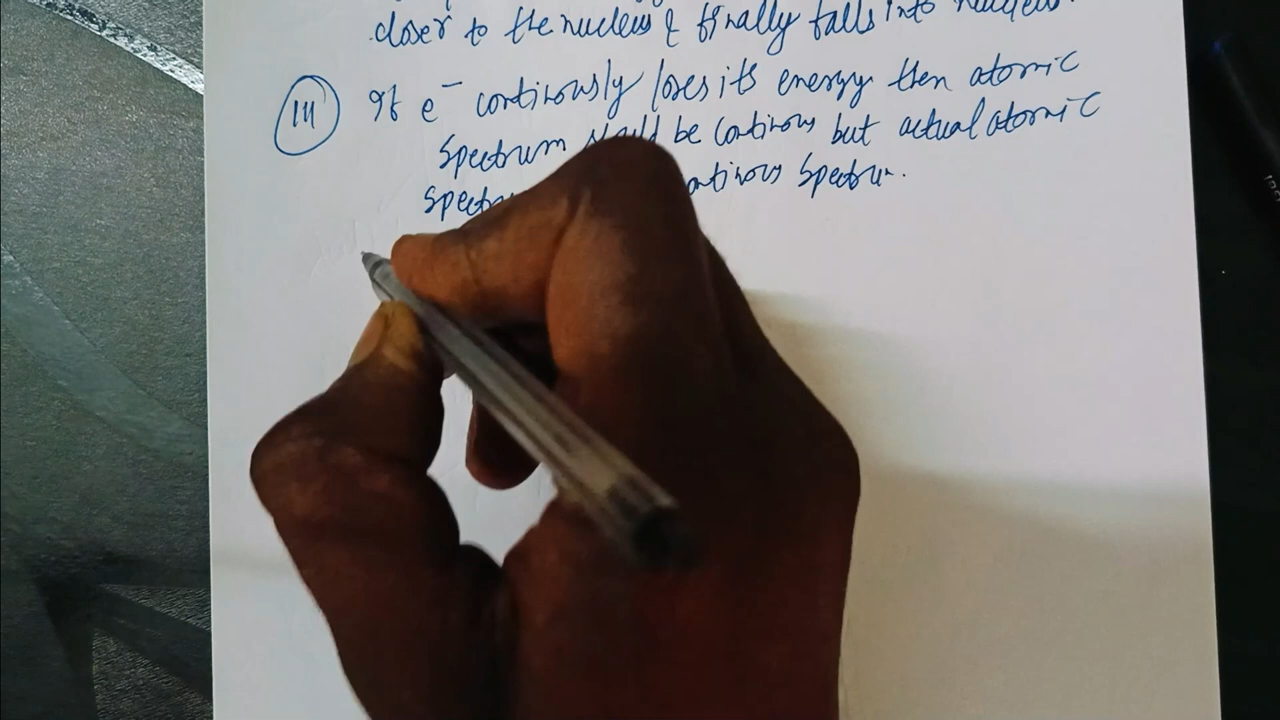 closer to the nucleus & finally falls into nucleus.
III If e⁻ continously loses its energy then atomic
Spectrum should be continous but actual atomic
continous Spectrum.